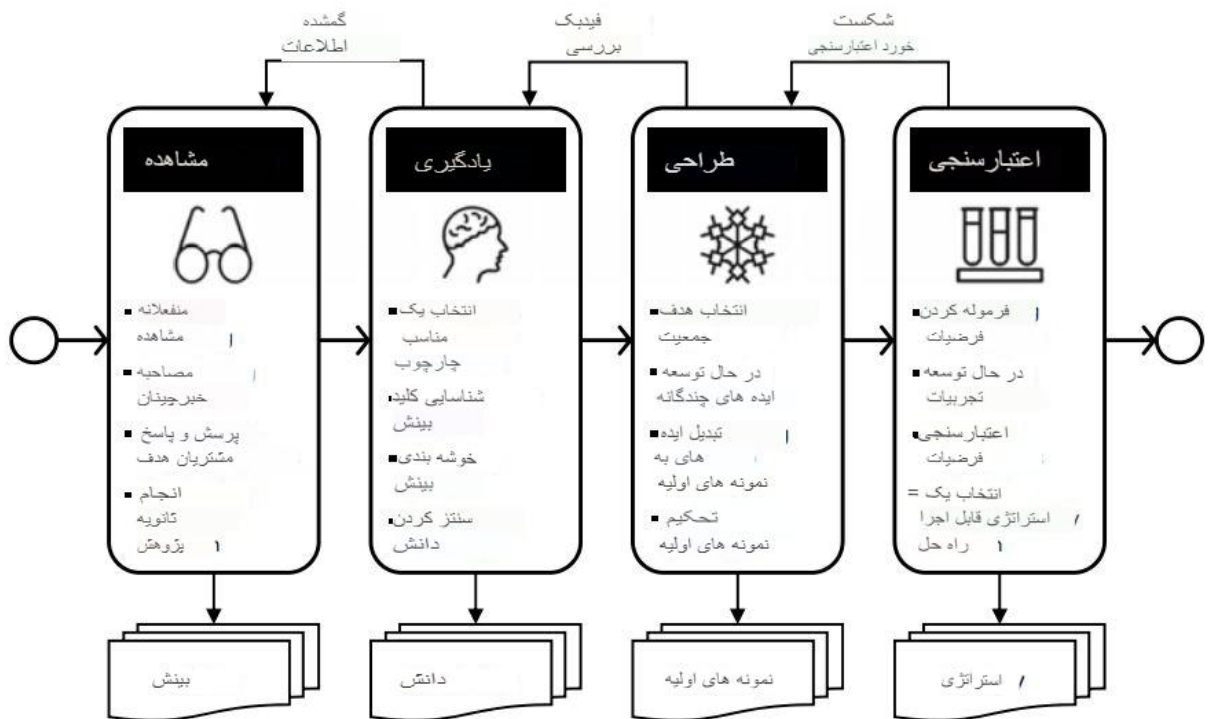 گمشده
اطلاعات
فیدبک
بررسی
شکست
خورد اعتبارسنجی
مشاهده
▪ منفعلانه
مشاهده
▪ مصاحبه
خبرچینان
▪ پرسش و پاسخ
مشتریان هدف
▪ انجام
ثانویه
پژوهش ۱
یادگیری
▪ انتخاب یک
مناسب
چارچوب
شناسایی کلید
بینش
▪ خوشه بندی
بینش
سنتز کردن
دانش
طراحی
▪ انتخاب هدف
جمعیت
▪ در حال توسعه
ایده های چندگانه
▪ تبدیل ایده
های به
نمونه های اولیه
▪ تحکیم
نمونه های اولیه
اعتبارسنجی
▪ فرموله کردن
فرضیات
▪ در حال توسعه
تجربیات
▪ اعتبارسنجی
فرضیات
= انتخاب یک
/ استراتژی قابل اجرا
راه حل ۱
بینش
دانش
نمونه های اولیه
/ استراتژی